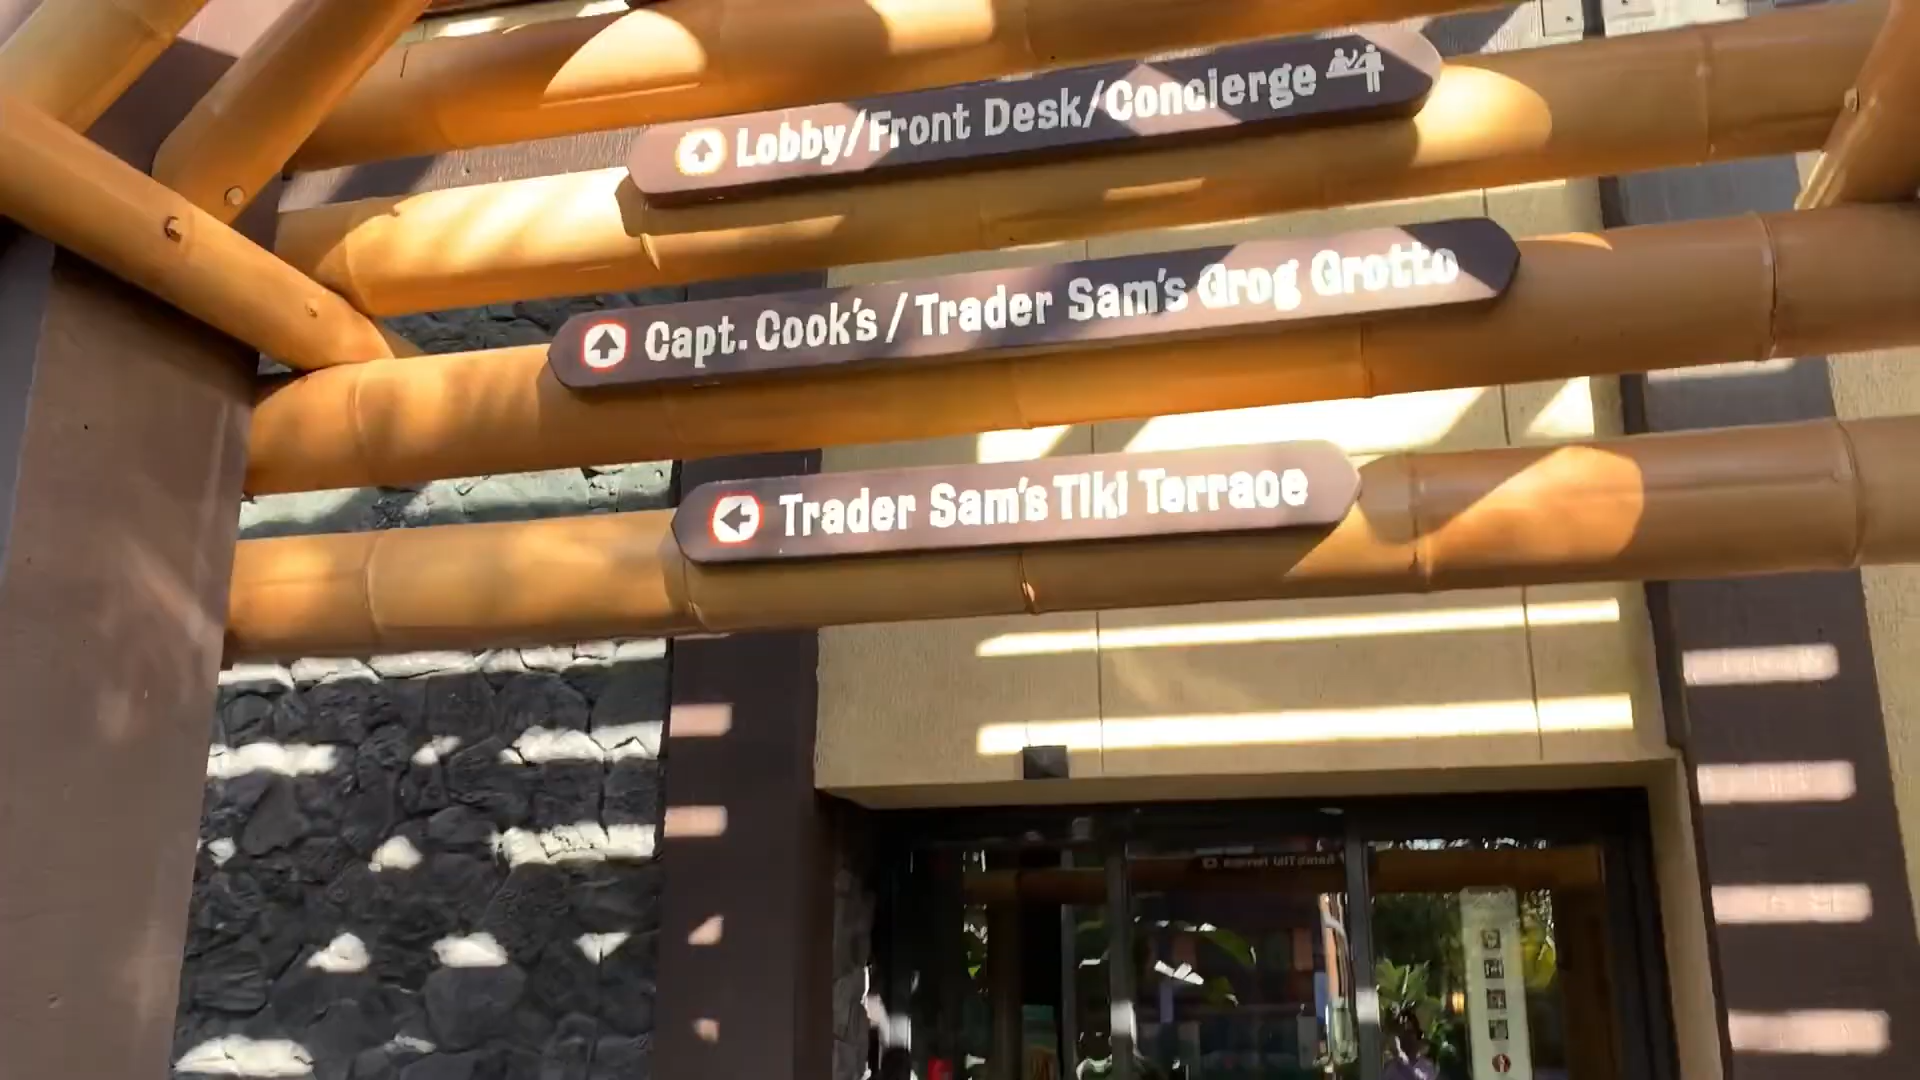 Lobby/Front Desk/Concierge
Capt. Cook's / Trader Sam's Grog Grotto
Trader Sam's Tiki Terrace